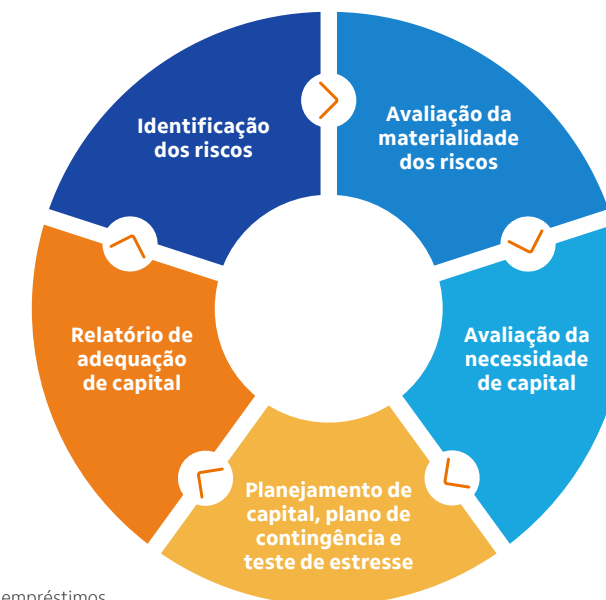 Identificação
dos riscos
Avaliação da
materialidade
dos riscos
Avaliação da
necessidade
de capital
Planejamento de
capital, plano de
contingência e
teste de estresse
Relatório de
adequação
de capital
empréstimos